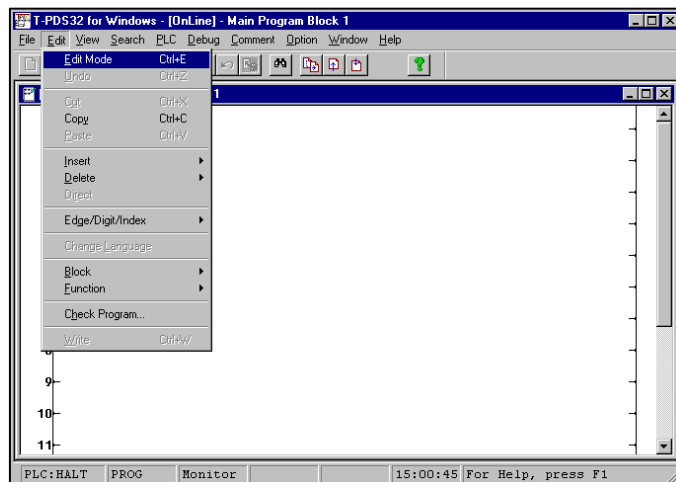 T-PDS32 for Windows - [OnLine] - Main Program Block 1
File Edit View Search PLC Debug Comment Option Window Help
1
Edit Mode Ctrl+E
Undo Ctrl+Z
Cut Ctrl+X
Copy Ctrl+C
Paste Ctrl+V
Insert
Delete
Direct
Edge/Digit/Index
Change Language
Block
Function
Check Program...
Write Ctrl+W
9
10
11
PLC:HALT PROG Monitor 15:00:45 For Help, press F1